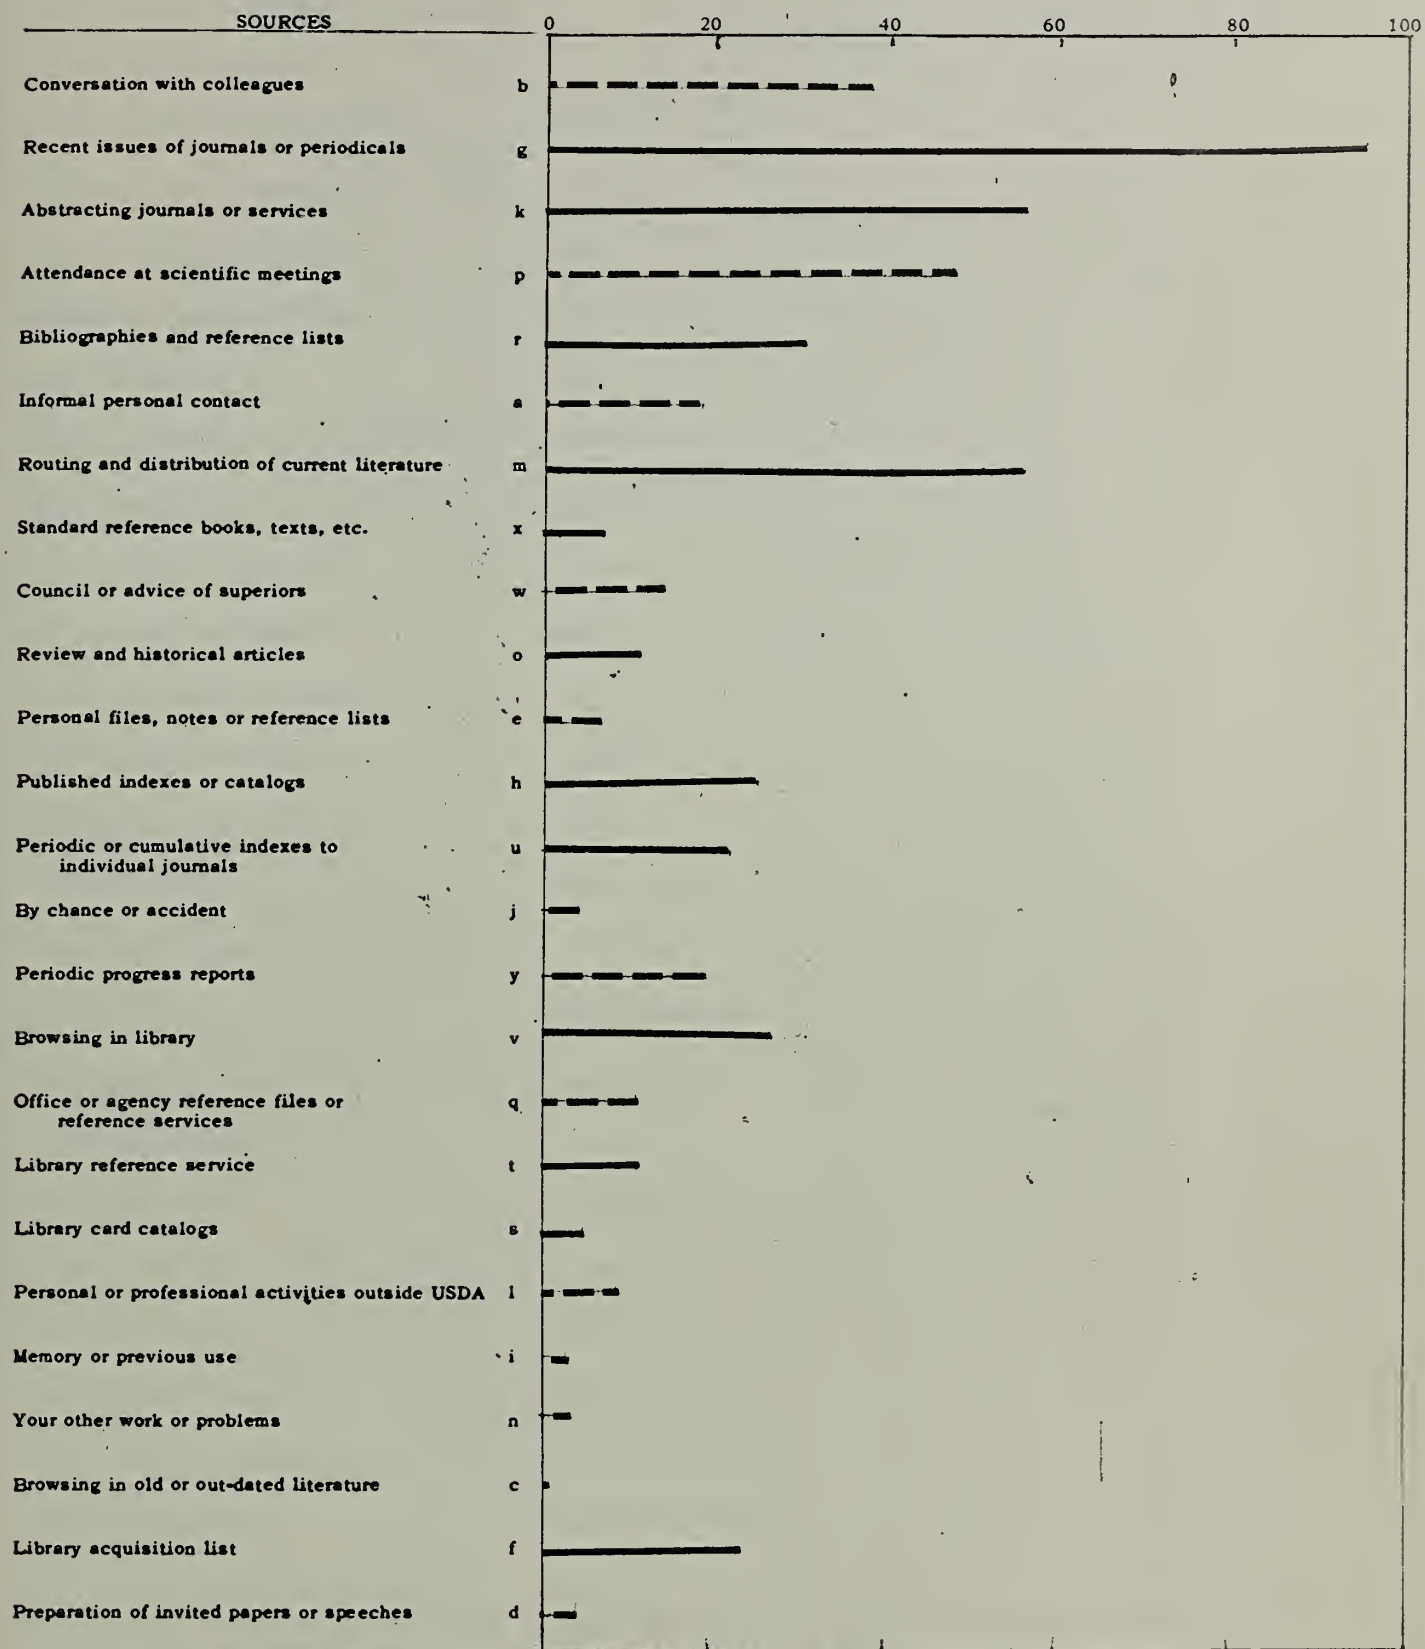 SOURCES 0 20 40 60 80 100
Conversation with colleagues b
Recent issues of journals or periodicals g
Abstracting journals or services k
Attendance at scientific meetings p
Bibliographies and reference lists r
Informal personal contact a
Routing and distribution of current literature m
Standard reference books, texts, etc. x
Council or advice of superiors w
Review and historical articles o
Personal files, notes or reference lists e
Published indexes or catalogs h
Periodic or cumulative indexes to u
individual journals
By chance or accident j
Periodic progress reports y
Browsing in library v
Office or agency reference files or q
reference services
Library reference service t
Library card catalogs s
Personal or professional activities outside USDA l
Memory or previous use i
Your other work or problems n
Browsing in old or out-dated literature c
Library acquisition list f
Preparation of invited papers or speeches d